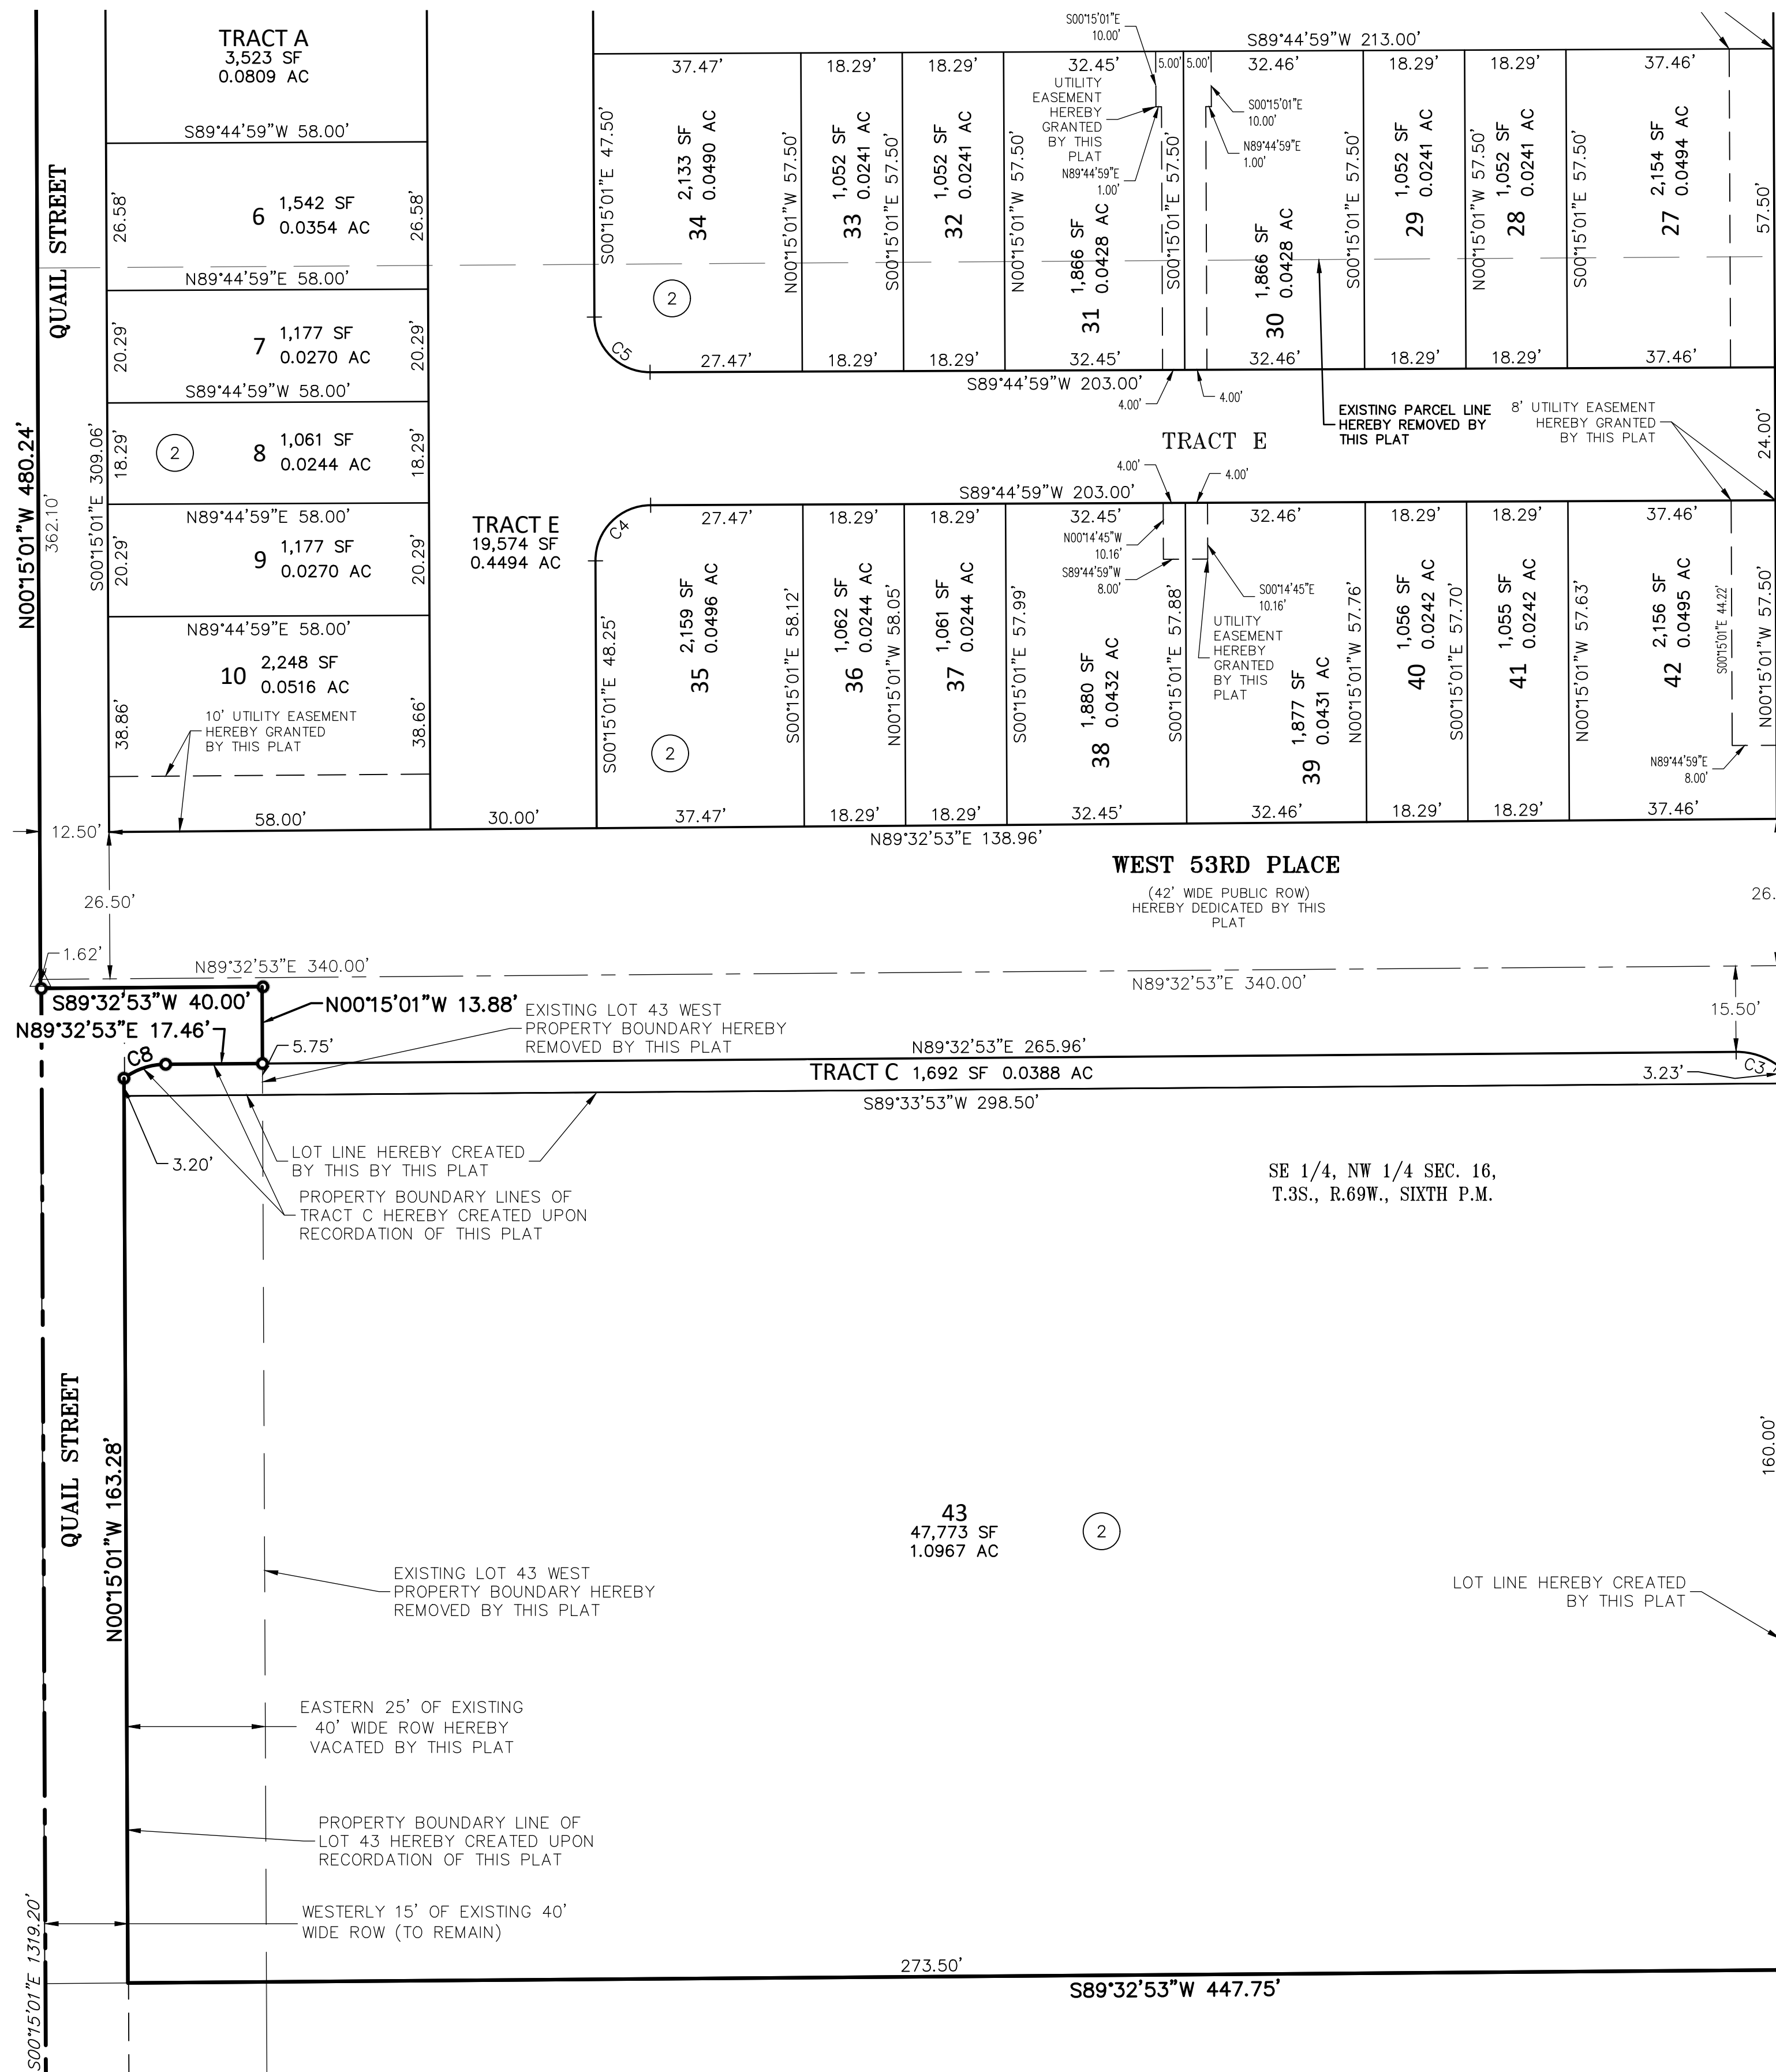 TRACT A
3,523 SF
0.0809 AC
S89°44'59"W 58.00'
QUAIL STREET
26.58'
6
1,542 SF
0.0354 AC
26.58'
N89°44'59"E 58.00'
20.29'
7
1,177 SF
0.0270 AC
20.29'
S89°44'59"W 58.00'
N00°15'01"W 480.24'
362.10'
S00°15'01"E 309.06'
18.29'
2
8
1,061 SF
0.0244 AC
18.29'
N89°44'59"E 58.00'
20.29'
9
1,177 SF
0.0270 AC
20.29'
N89°44'59"E 58.00'
10
2,248 SF
0.0516 AC
38.86'
38.66'
10' UTILITY EASEMENT
HEREBY GRANTED
BY THIS PLAT
12.50'
58.00'
30.00'
TRACT E
19,574 SF
0.4494 AC
S00°15'01"E
10.00'
S89°44'59"W 213.00'
37.47'
18.29'
18.29'
32.45'
5.00'
5.00'
32.46'
18.29'
18.29'
37.46'
UTILITY
EASEMENT
HEREBY
GRANTED
BY THIS
PLAT
N89°44'59"E
1.00'
S00°15'01"E
10.00'
N89°44'59"E
1.00'
S00°15'01"E 47.50'
34
2,133 SF
0.0490 AC
N00°15'01"W 57.50'
33
1,052 SF
0.0241 AC
S00°15'01"E 57.50'
32
1,052 SF
0.0241 AC
N00°15'01"W 57.50'
31
1,866 SF
0.0428 AC
S00°15'01"E 57.50'
30
1,866 SF
0.0428 AC
S00°15'01"E 57.50'
29
1,052 SF
0.0241 AC
N00°15'01"W 57.50'
28
1,052 SF
0.0241 AC
S00°15'01"E 57.50'
27
2,154 SF
0.0494 AC
57.50'
2
C5
27.47'
18.29'
18.29'
32.45'
32.46'
18.29'
18.29'
37.46'
S89°44'59"W 203.00'
4.00'
4.00'
EXISTING PARCEL LINE
HEREBY REMOVED BY
THIS PLAT
8' UTILITY EASEMENT
HEREBY GRANTED
BY THIS PLAT
24.00'
TRACT E
4.00'
4.00'
S89°44'59"W 203.00'
C4
27.47'
18.29'
18.29'
32.45'
32.46'
18.29'
18.29'
37.46'
N00°14'45"W
10.16'
S89°44'59"W
8.00'
S00°14'45"E
10.16'
UTILITY
EASEMENT
HEREBY
GRANTED
BY THIS
PLAT
S00°15'01"E 48.25'
35
2,159 SF
0.0496 AC
S00°15'01"E 58.12'
36
1,062 SF
0.0244 AC
N00°15'01"W 58.05'
37
1,061 SF
0.0244 AC
S00°15'01"E 57.99'
38
1,880 SF
0.0432 AC
S00°15'01"E 57.88'
39
1,877 SF
0.0431 AC
N00°15'01"W 57.76'
40
1,056 SF
0.0242 AC
S00°15'01"E 57.70'
41
1,055 SF
0.0242 AC
N00°15'01"W 57.63'
42
2,156 SF
0.0495 AC
S00°15'01"E 44.22'
N00°15'01"W 57.50'
N89°44'59"E
8.00'
2
37.47'
18.29'
18.29'
32.45'
32.46'
18.29'
18.29'
37.46'
N89°32'53"E 138.96'
WEST 53RD PLACE
(42' WIDE PUBLIC ROW)
HEREBY DEDICATED BY THIS
PLAT
26.50'
26.
1.62'
N89°32'53"E 340.00'
N89°32'53"E 340.00'
S89°32'53"W 40.00'
N00°15'01"W 13.88'
N89°32'53"E 17.46'
C8
5.75'
EXISTING LOT 43 WEST
PROPERTY BOUNDARY HEREBY
REMOVED BY THIS PLAT
15.50'
N89°32'53"E 265.96'
TRACT C 1,692 SF 0.0388 AC
3.23'
C3
S89°33'53"W 298.50'
3.20'
LOT LINE HEREBY CREATED
BY THIS BY THIS PLAT
PROPERTY BOUNDARY LINES OF
TRACT C HEREBY CREATED UPON
RECORDATION OF THIS PLAT
SE 1/4, NW 1/4 SEC. 16,
T.3S., R.69W., SIXTH P.M.
QUAIL STREET
N00°15'01"W 163.28'
160.00'
43
47,773 SF
1.0967 AC
2
EXISTING LOT 43 WEST
PROPERTY BOUNDARY HEREBY
REMOVED BY THIS PLAT
LOT LINE HEREBY CREATED
BY THIS PLAT
EASTERN 25' OF EXISTING
40' WIDE ROW HEREBY
VACATED BY THIS PLAT
PROPERTY BOUNDARY LINE OF
LOT 43 HEREBY CREATED UPON
RECORDATION OF THIS PLAT
WESTERLY 15' OF EXISTING 40'
WIDE ROW (TO REMAIN)
S00°15'01"E 1319.20'
273.50'
S89°32'53"W 447.75'